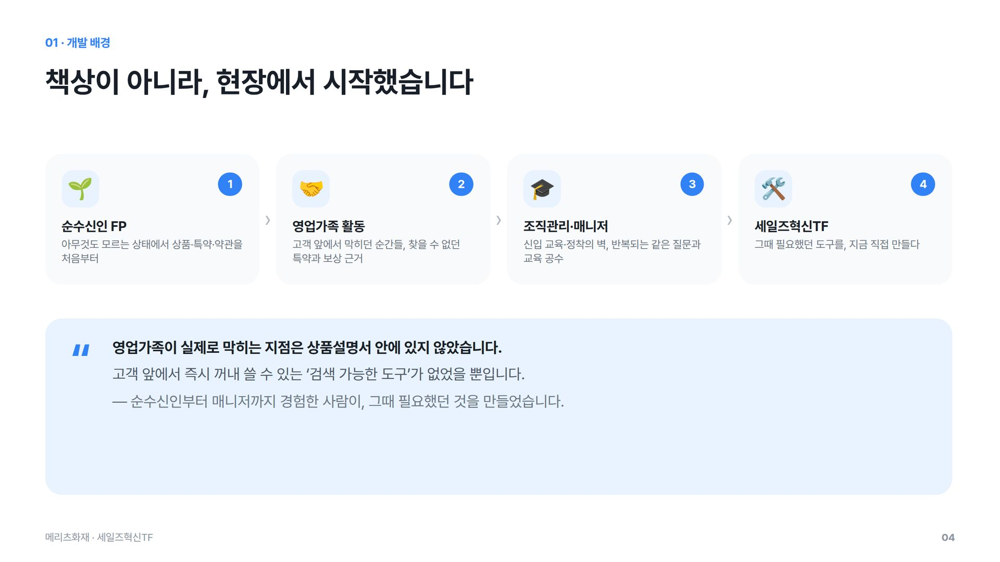 01 · 개발 배경
책상이 아니라, 현장에서 시작했습니다
1
순수신인 FP
아무것도 모르는 상태에서 상품·특약·약관을
처음부터
›
2
영업가족 활동
고객 앞에서 막히던 순간들, 찾을 수 없던
특약과 보상 근거
›
3
조직관리·매니저
신입 교육·정착의 벽, 반복되는 같은 질문과
교육 공수
›
4
세일즈혁신TF
그때 필요했던 도구를, 지금 직접 만들다
"
영업가족이 실제로 막히는 지점은 상품설명서 안에 있지 않았습니다.
고객 앞에서 즉시 꺼내 쓸 수 있는 ‘검색 가능한 도구’가 없었을 뿐입니다.
— 순수신인부터 매니저까지 경험한 사람이, 그때 필요했던 것을 만들었습니다.
메리츠화재 · 세일즈혁신TF
04